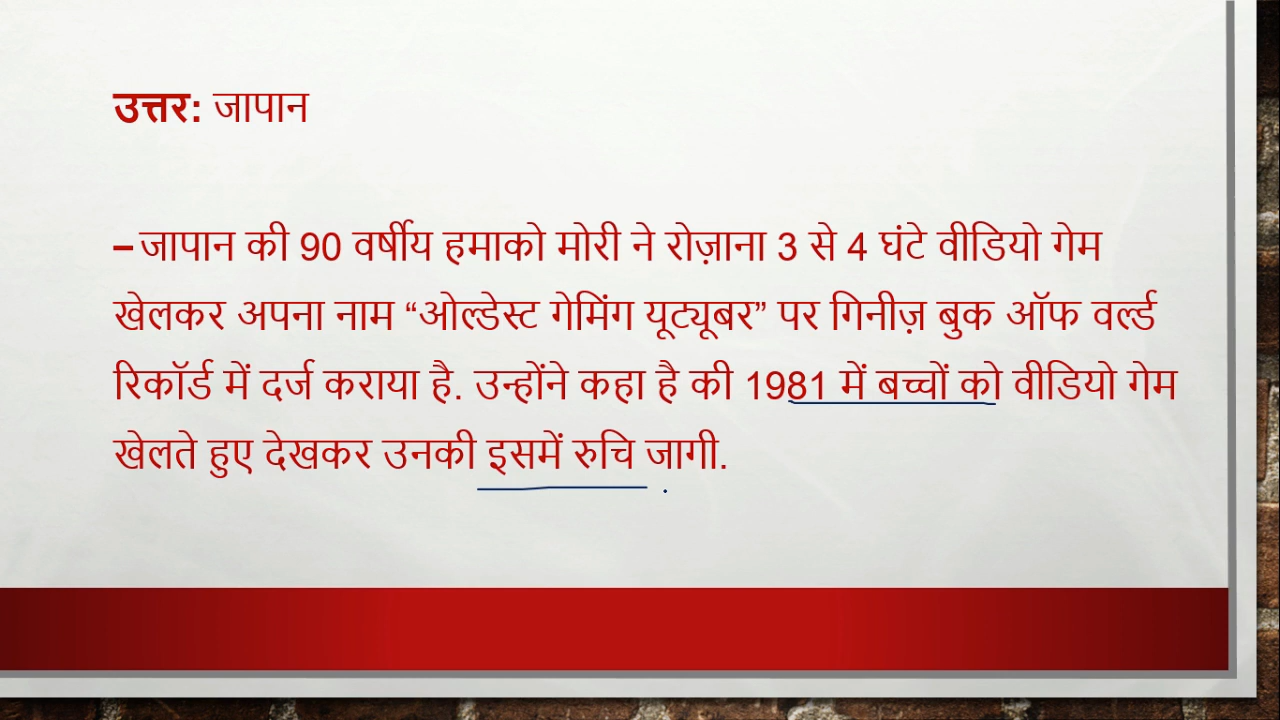 उत्तर: जापान
– जापान की 90 वर्षीय हमाको मोरी ने रोज़ाना 3 से 4 घंटे वीडियो गेम
खेलकर अपना नाम “ओल्डेस्ट गेमिंग यूट्यूबर” पर गिनीज़ बुक ऑफ वर्ल्ड
रिकॉर्ड में दर्ज कराया है. उन्होंने कहा है की 1981 में बच्चों को वीडियो गेम
खेलते हुए देखकर उनकी इसमें रुचि जागी.